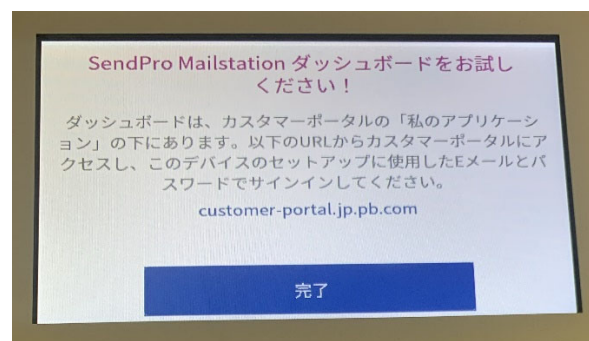 SendPro Mailstation ダッシュボードをお試し
ください！
ダッシュボードは、カスタマーポータルの「私のアプリケーシ
ョン」の下にあります。以下のURLからカスタマーポータルにア
クセスし、このデバイスのセットアップに使用したEメールとパ
スワードでサインインしてください。
customer-portal.jp.pb.com
完了